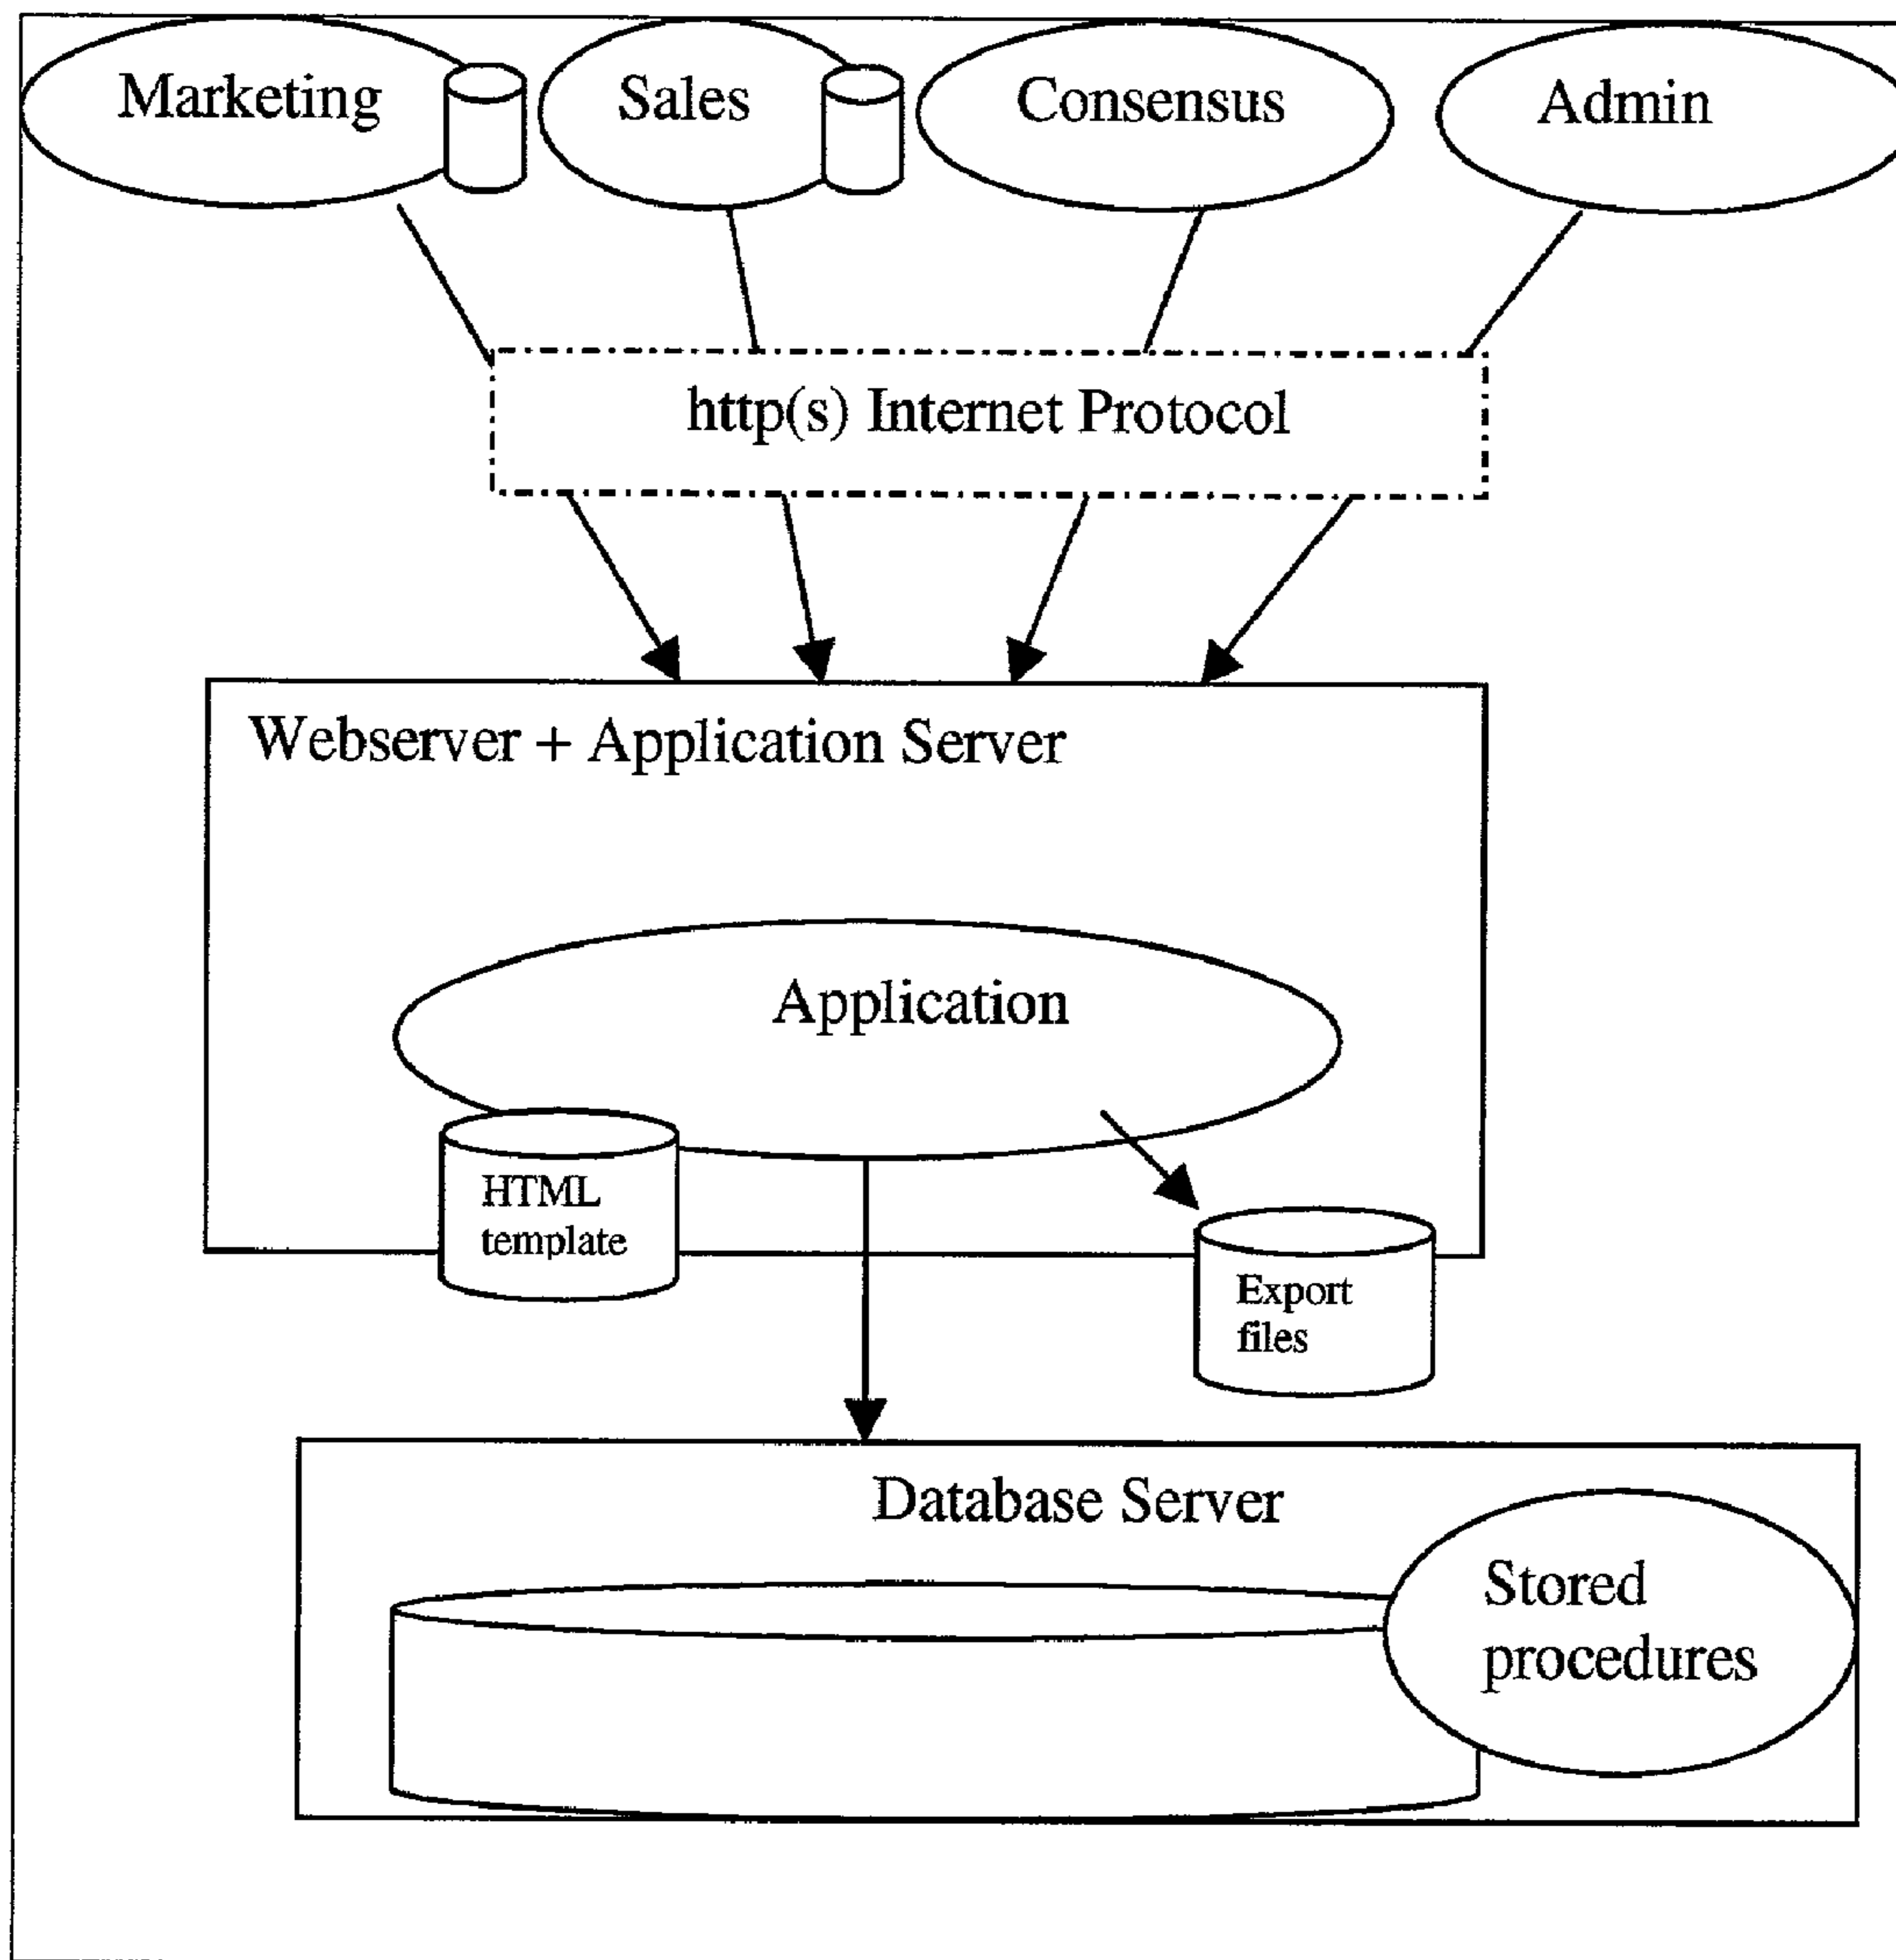 Marketing
Sales
Consensus
Admin
http(s) Internet Protocol
Webserver + Application Server
Application
HTML
template
Export
files
Database Server
Stored
procedures